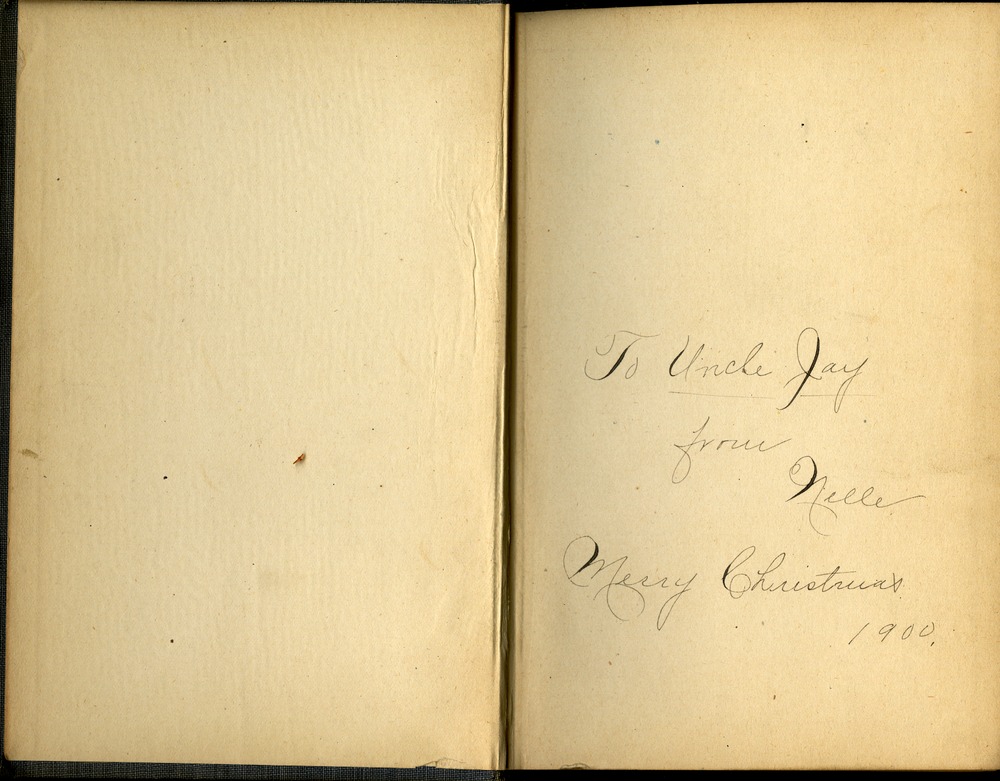 To Uncle Jay
from
Nelle
Merry Christmas
1900.